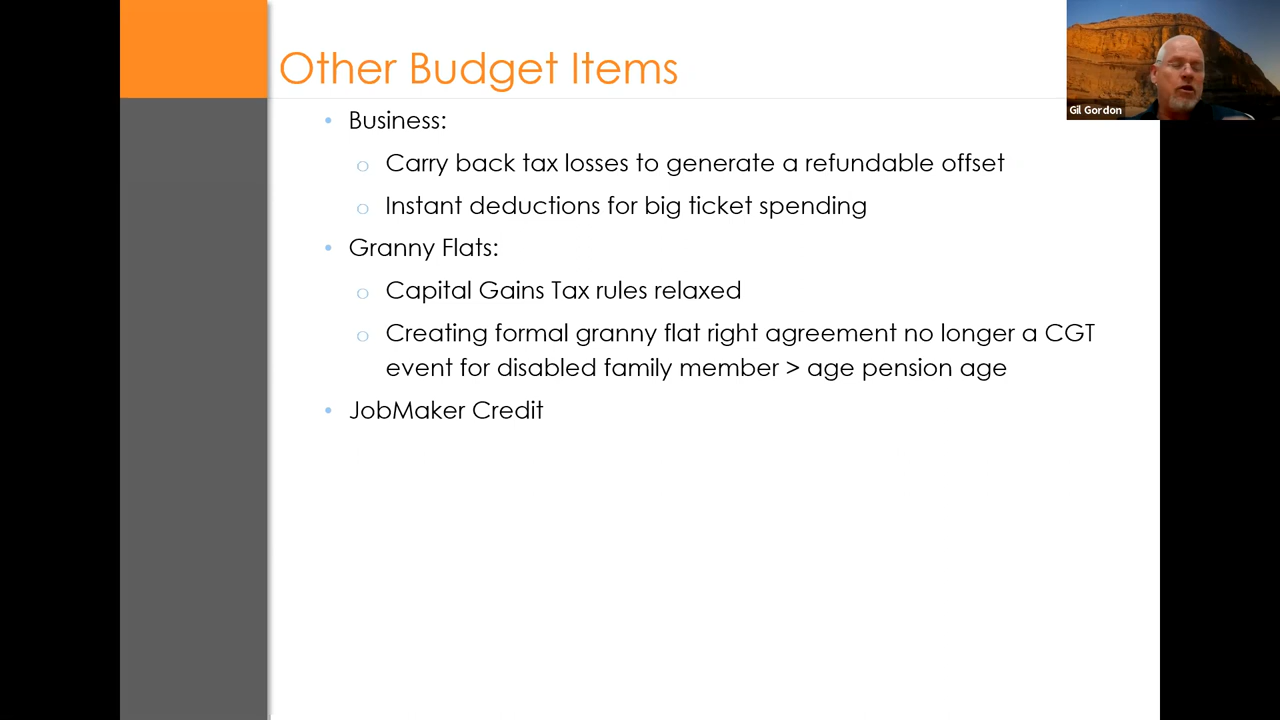 Other Budget Items
Gil Gordon
• Business:
o Carry back tax losses to generate a refundable offset
o Instant deductions for big ticket spending
• Granny Flats:
o Capital Gains Tax rules relaxed
o Creating formal granny flat right agreement no longer a CGT
event for disabled family member > age pension age
• JobMaker Credit